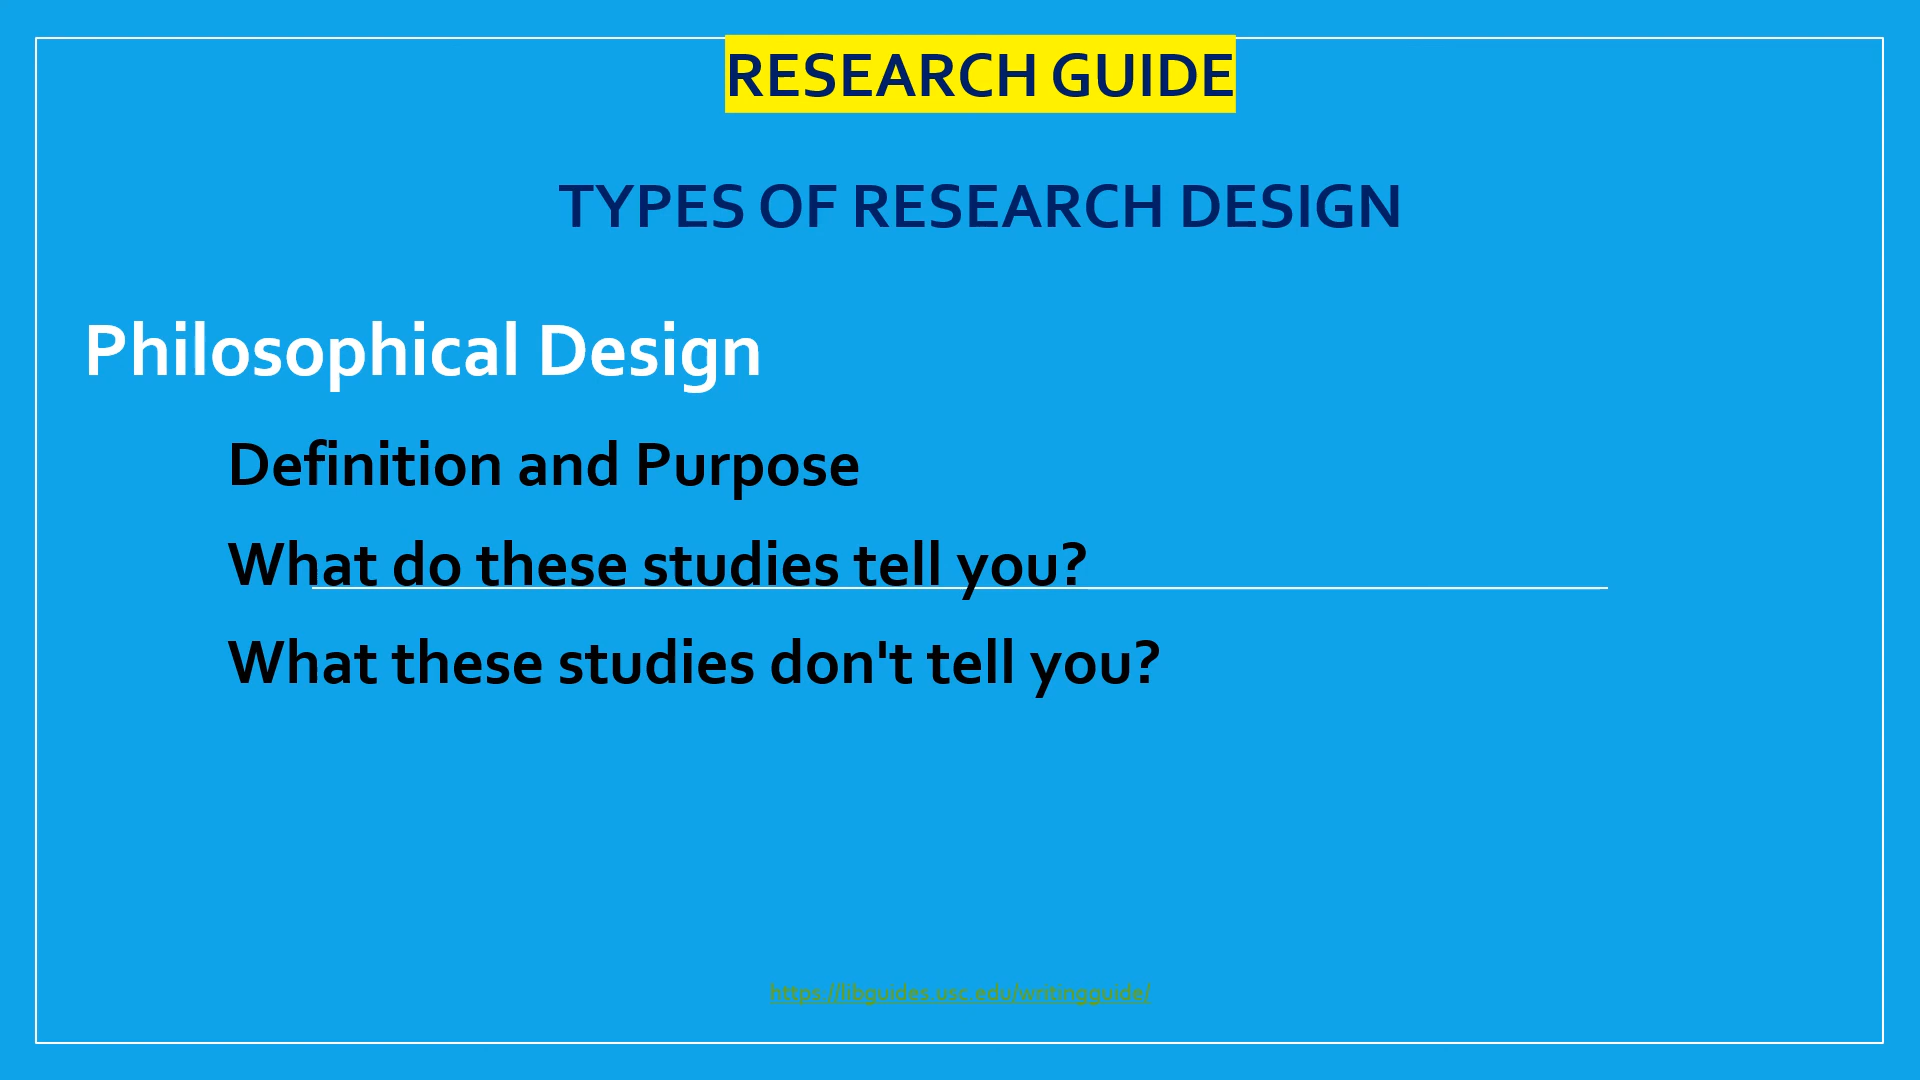 RESEARCH GUIDE
TYPES OF RESEARCH DESIGN
Philosophical Design
Definition and Purpose
What do these studies tell you?
What these studies don't tell you?
https://libguides.usc.edu/writingguide/